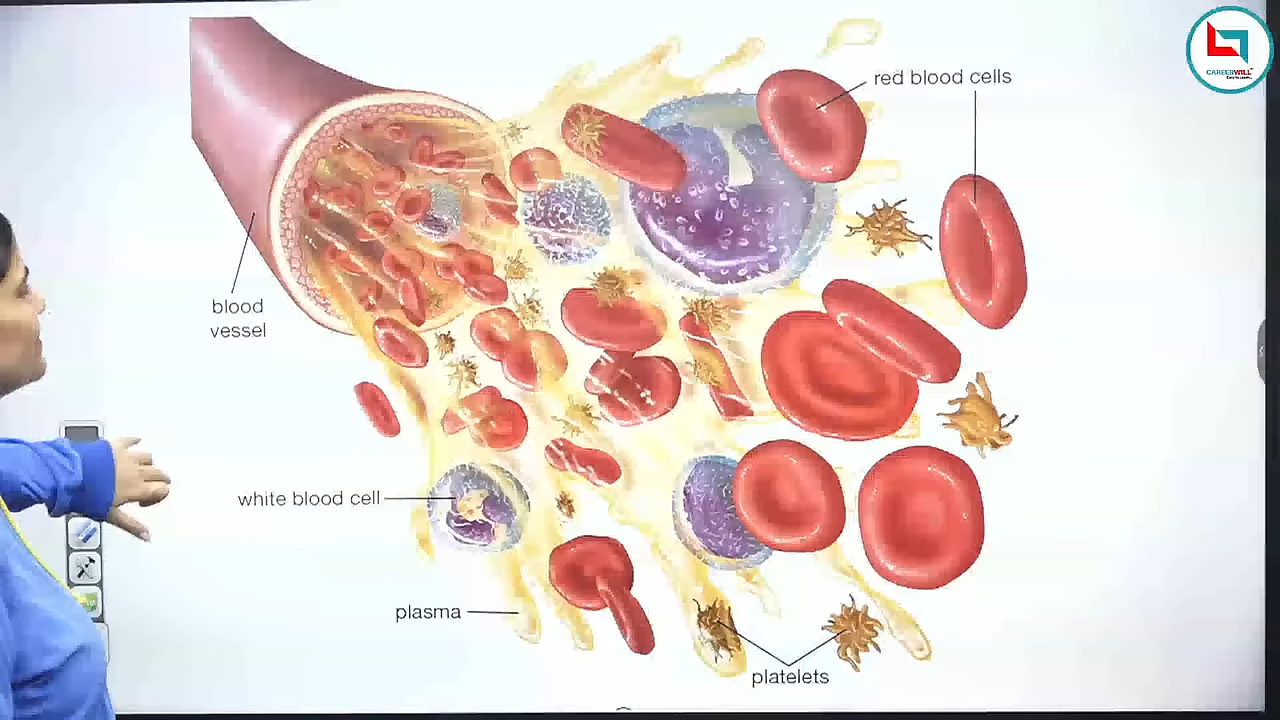 CAREERWILL
red blood cells
blood
vessel
white blood cell
plasma
platelets